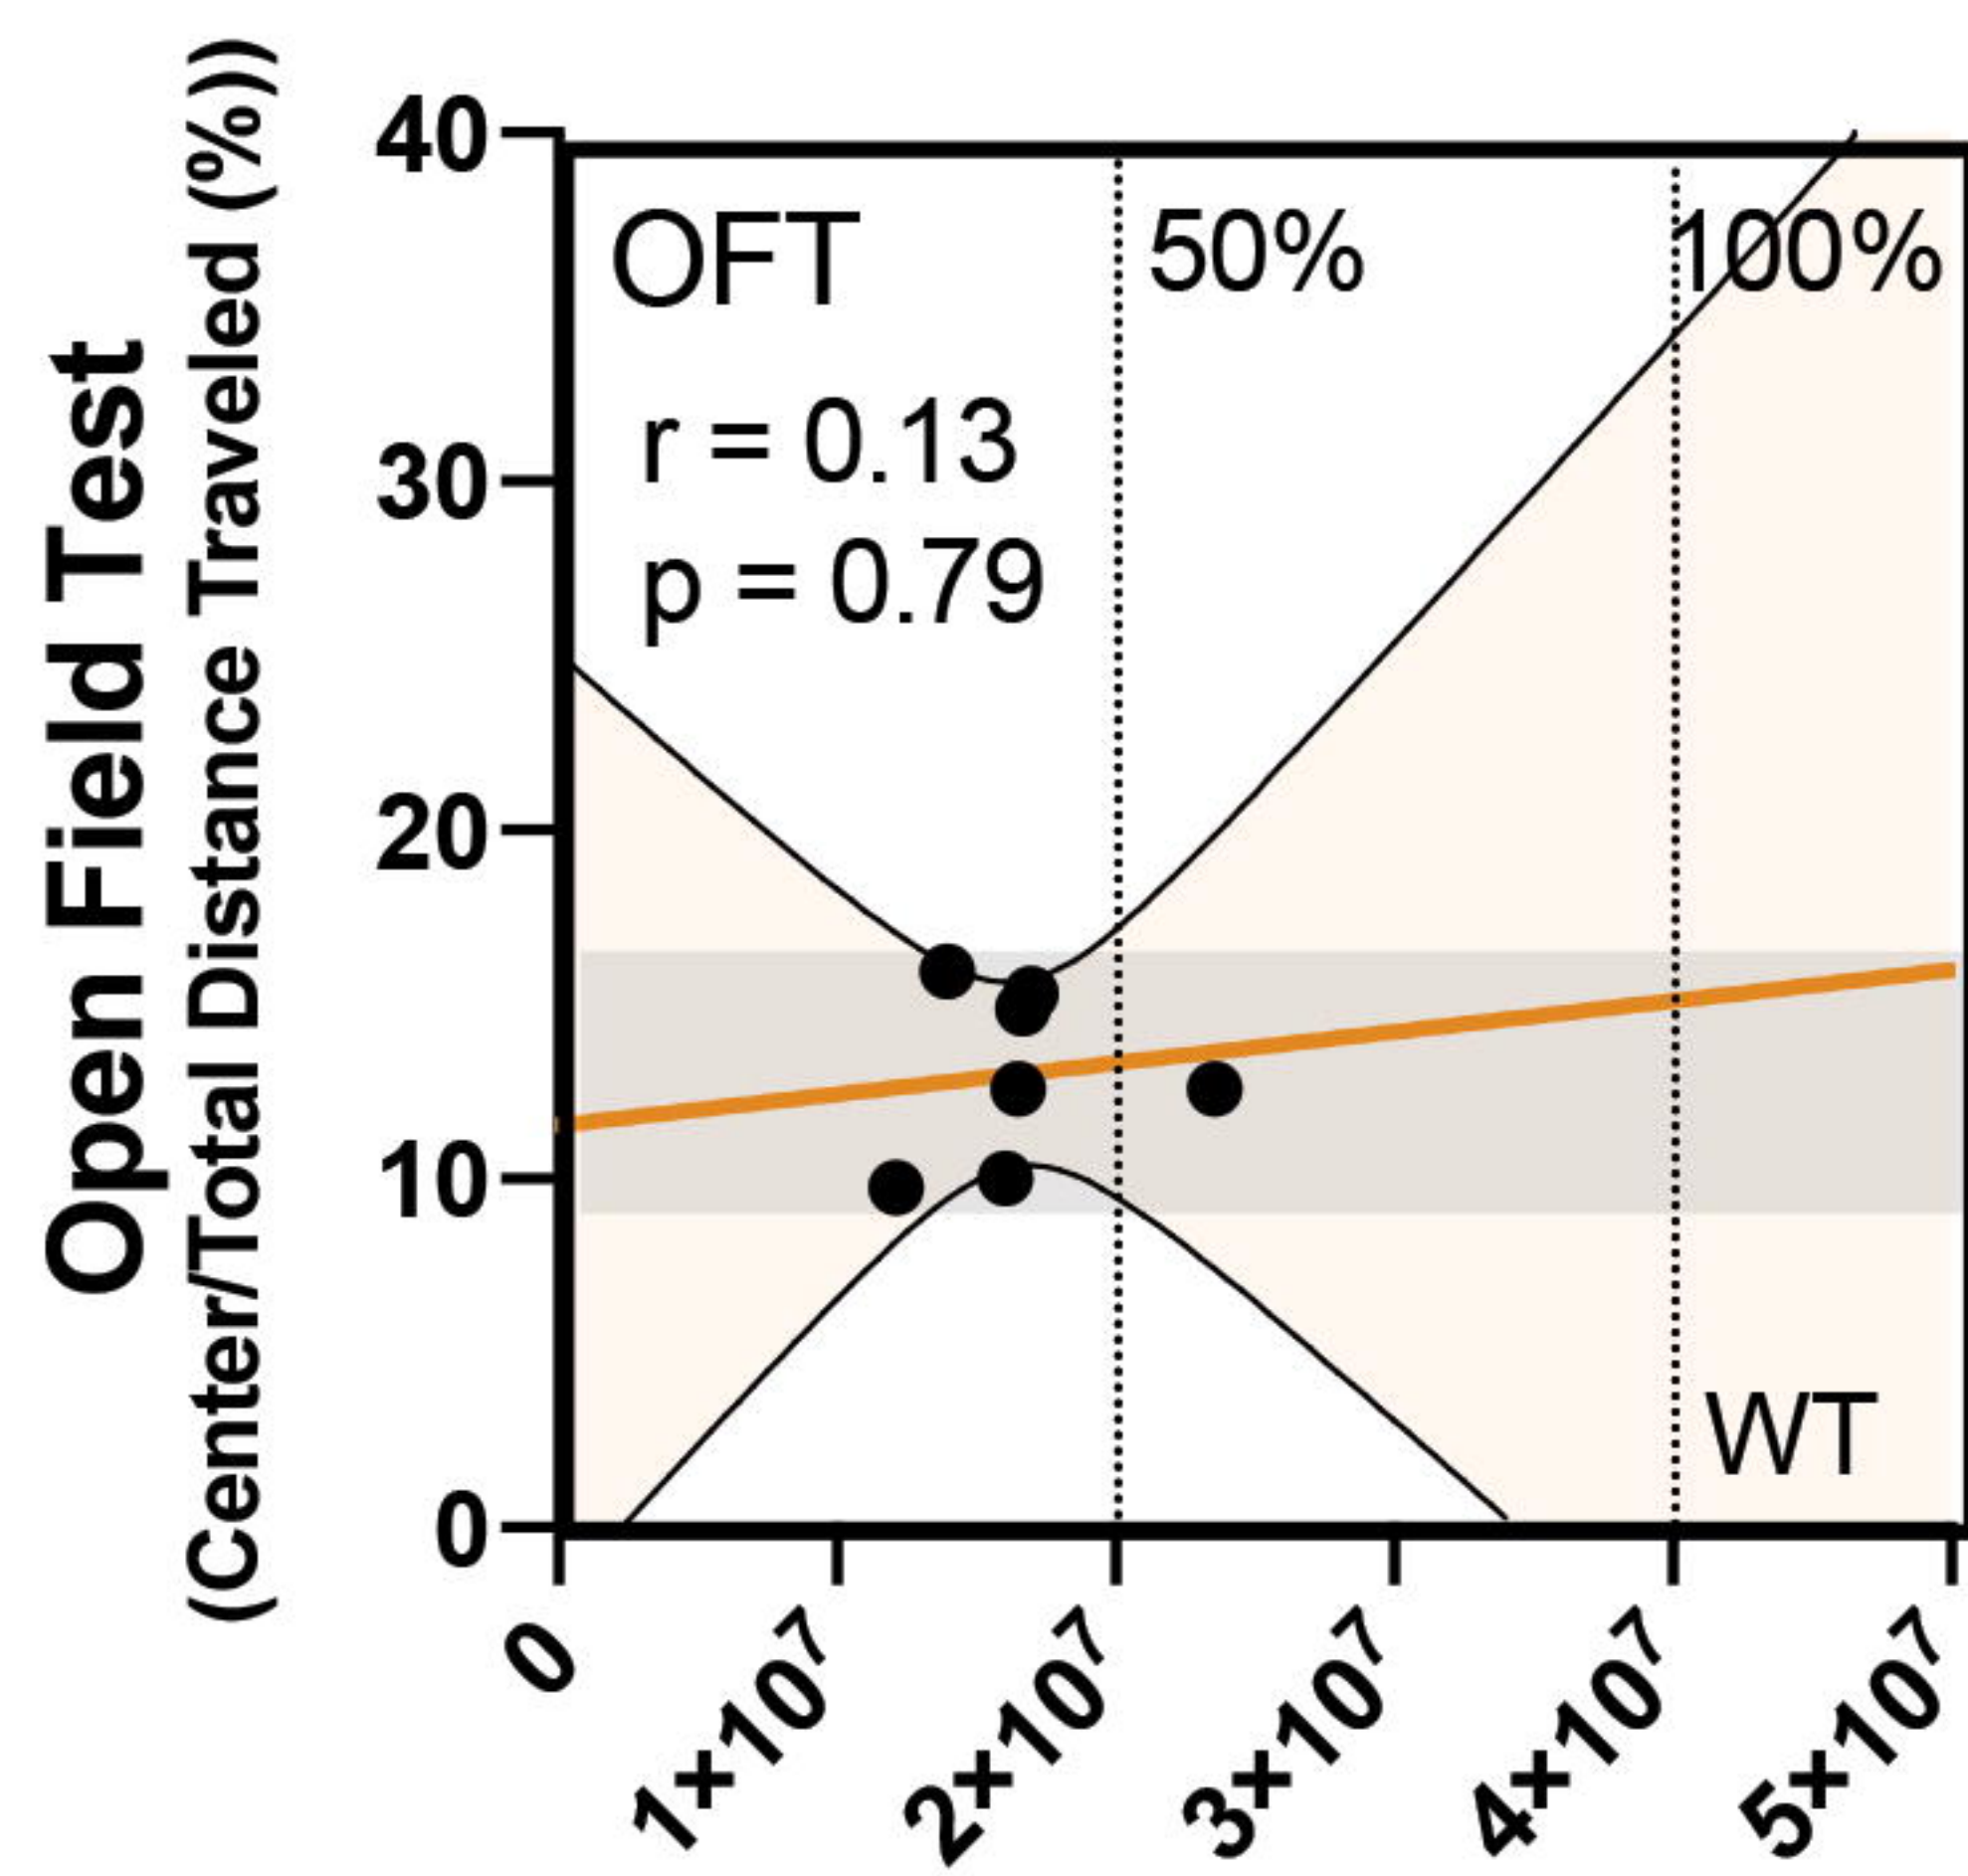 Open Field Test
(Center/Total Distance Traveled (%))
40
30
20
10
0
OFT
50%
100%
r = 0.13
p = 0.79
WT
0
1×10⁷
2×10⁷
3×10⁷
4×10⁷
5×10⁷